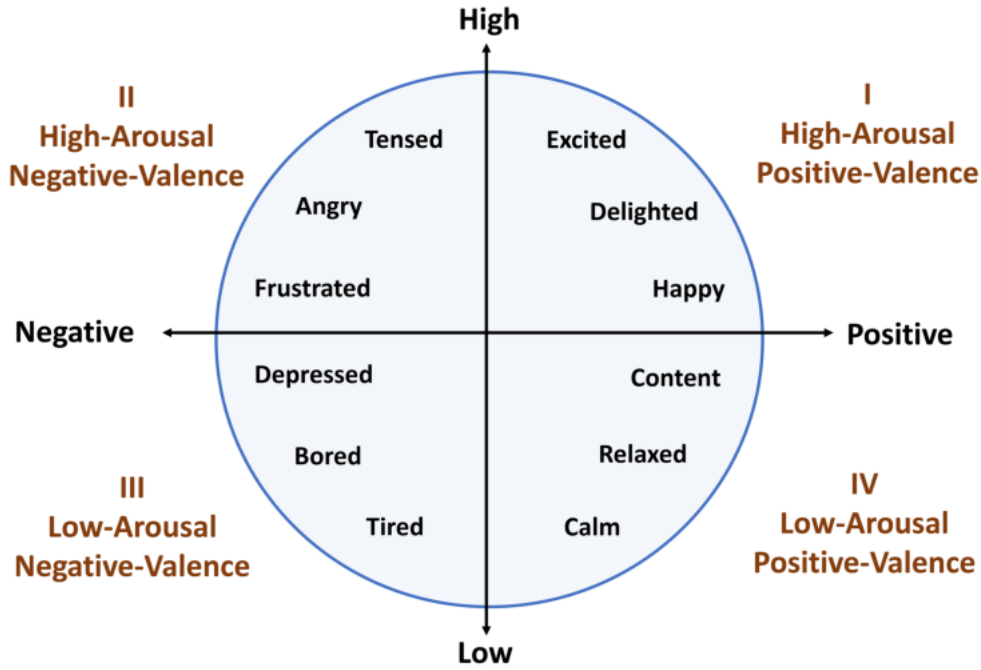 High
II
High-Arousal
Negative-Valence
I
High-Arousal
Positive-Valence
Tensed
Excited
Angry
Delighted
Frustrated
Happy
Negative
Positive
Depressed
Content
Bored
Relaxed
Tired
Calm
III
Low-Arousal
Negative-Valence
IV
Low-Arousal
Positive-Valence
Low